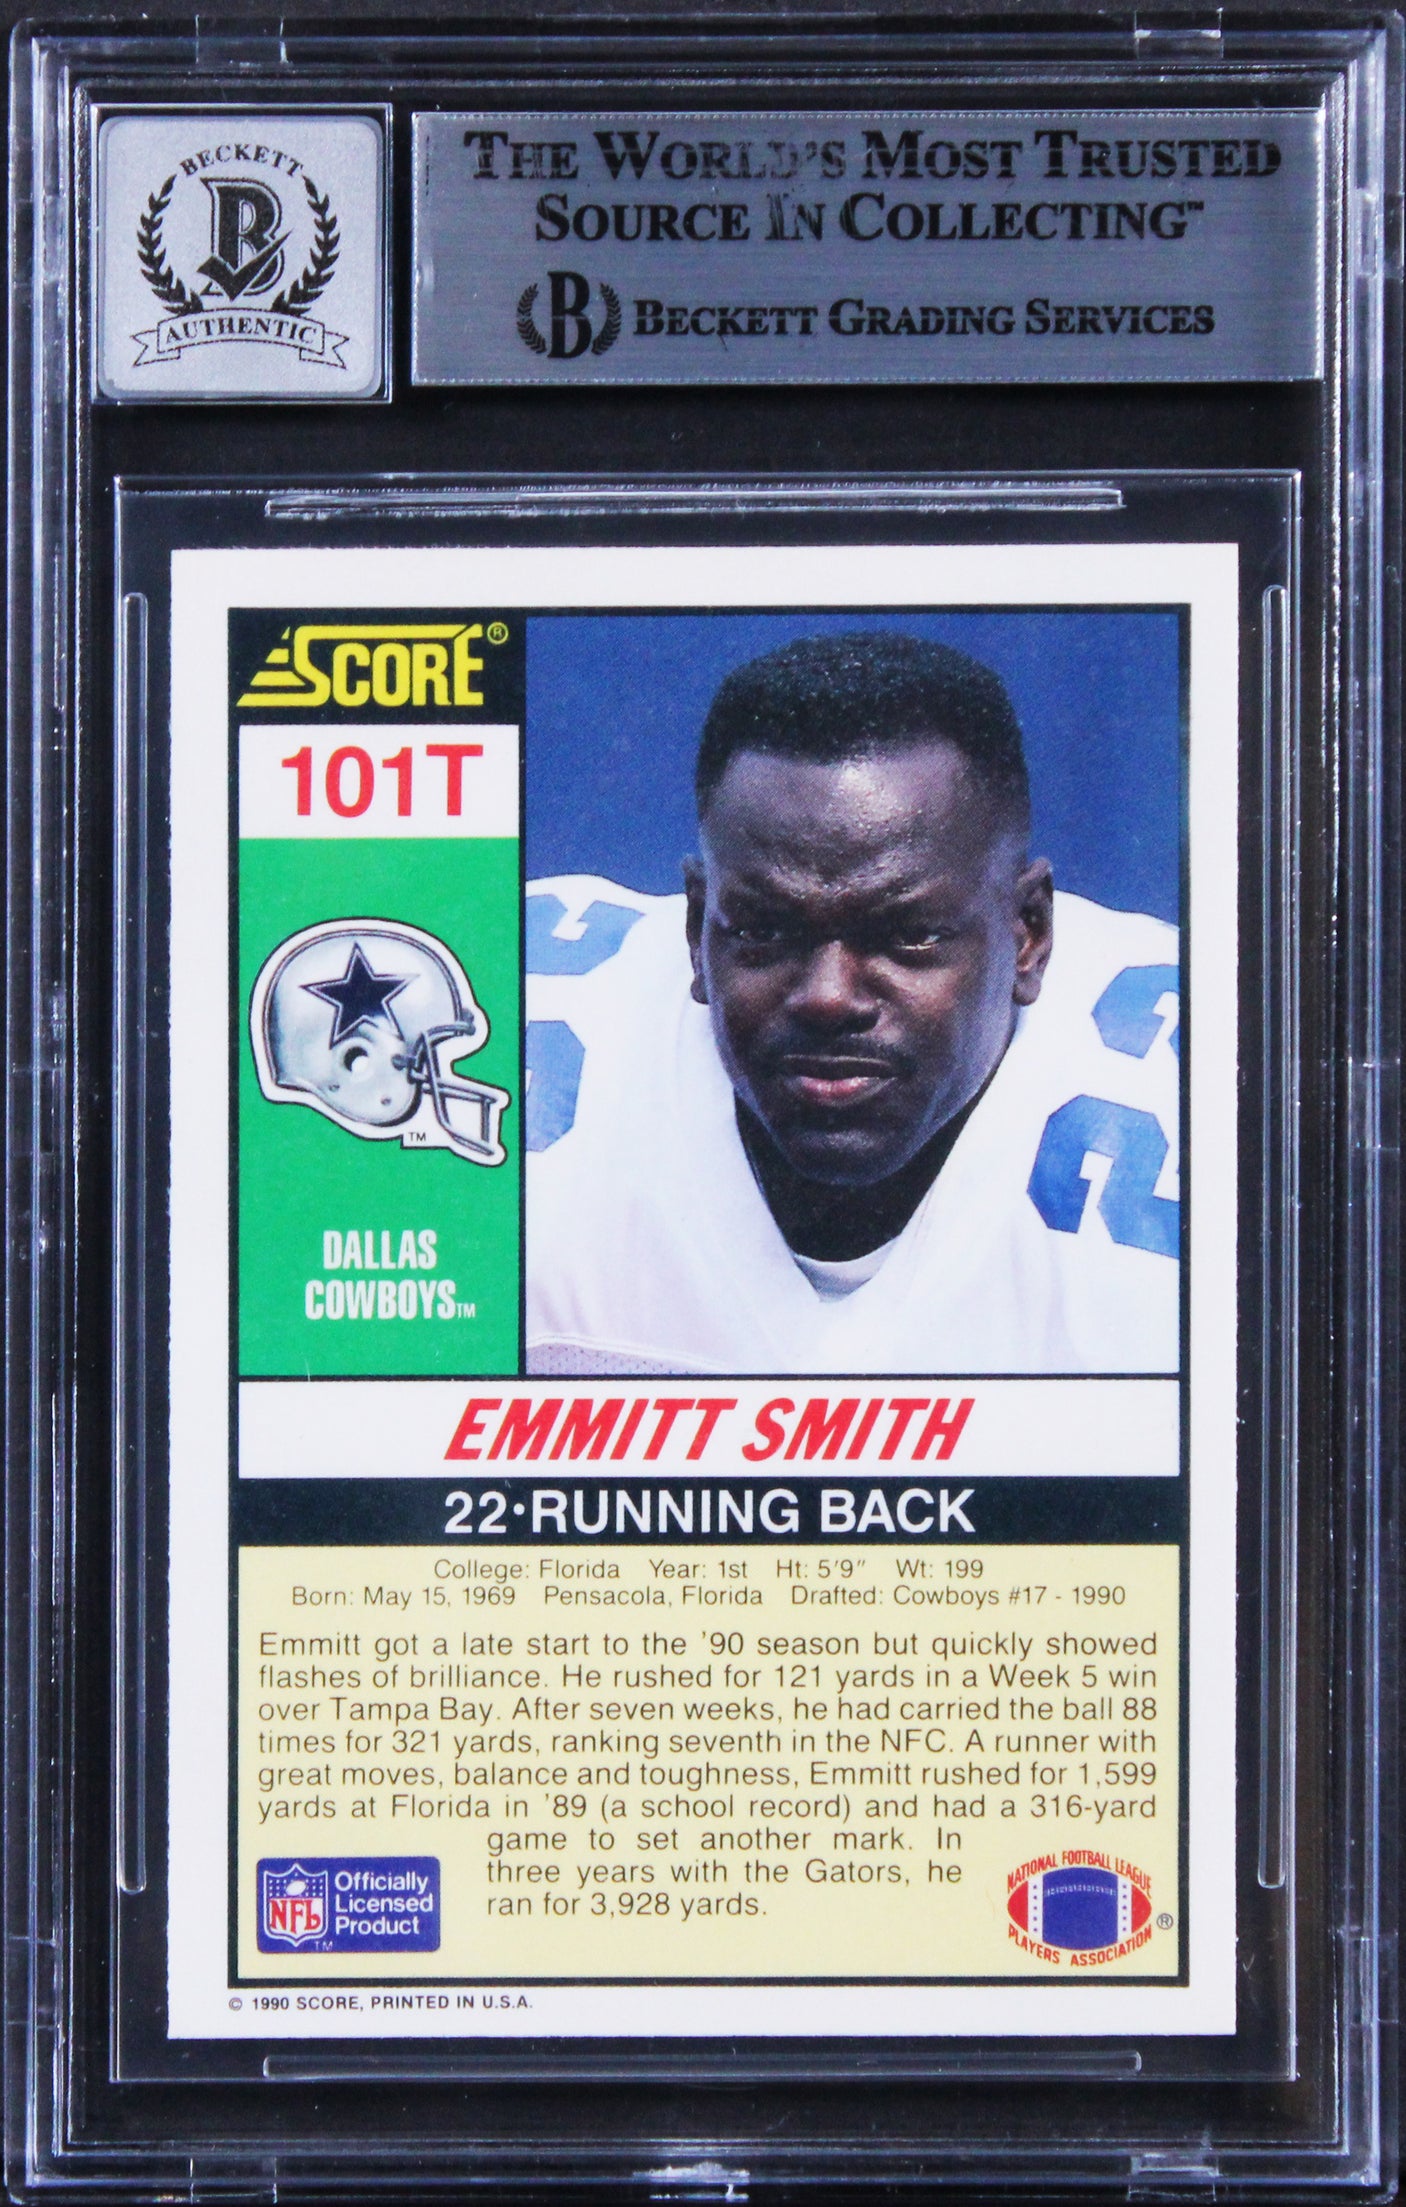 BECKETT
B
AUTHENTIC
THE WORLD'S MOST TRUSTED
SOURCE IN COLLECTING™
B BECKETT GRADING SERVICES
SCORE®
101T
TM
DALLAS
COWBOYS™
22
EMMITT SMITH
22•RUNNING BACK
College: Florida Year: 1st Ht: 5'9" Wt: 199
Born: May 15, 1969 Pensacola, Florida Drafted: Cowboys #17 - 1990
Emmitt got a late start to the '90 season but quickly showed
flashes of brilliance. He rushed for 121 yards in a Week 5 win
over Tampa Bay. After seven weeks, he had carried the ball 88
times for 321 yards, ranking seventh in the NFC. A runner with
great moves, balance and toughness, Emmitt rushed for 1,599
yards at Florida in '89 (a school record) and had a 316-yard
game to set another mark. In
three years with the Gators, he
ran for 3,928 yards.
NFL
TM
Officially
Licensed
Product
NATIONAL FOOTBALL LEAGUE
PLAYERS ASSOCIATION
®
© 1990 SCORE, PRINTED IN U.S.A.